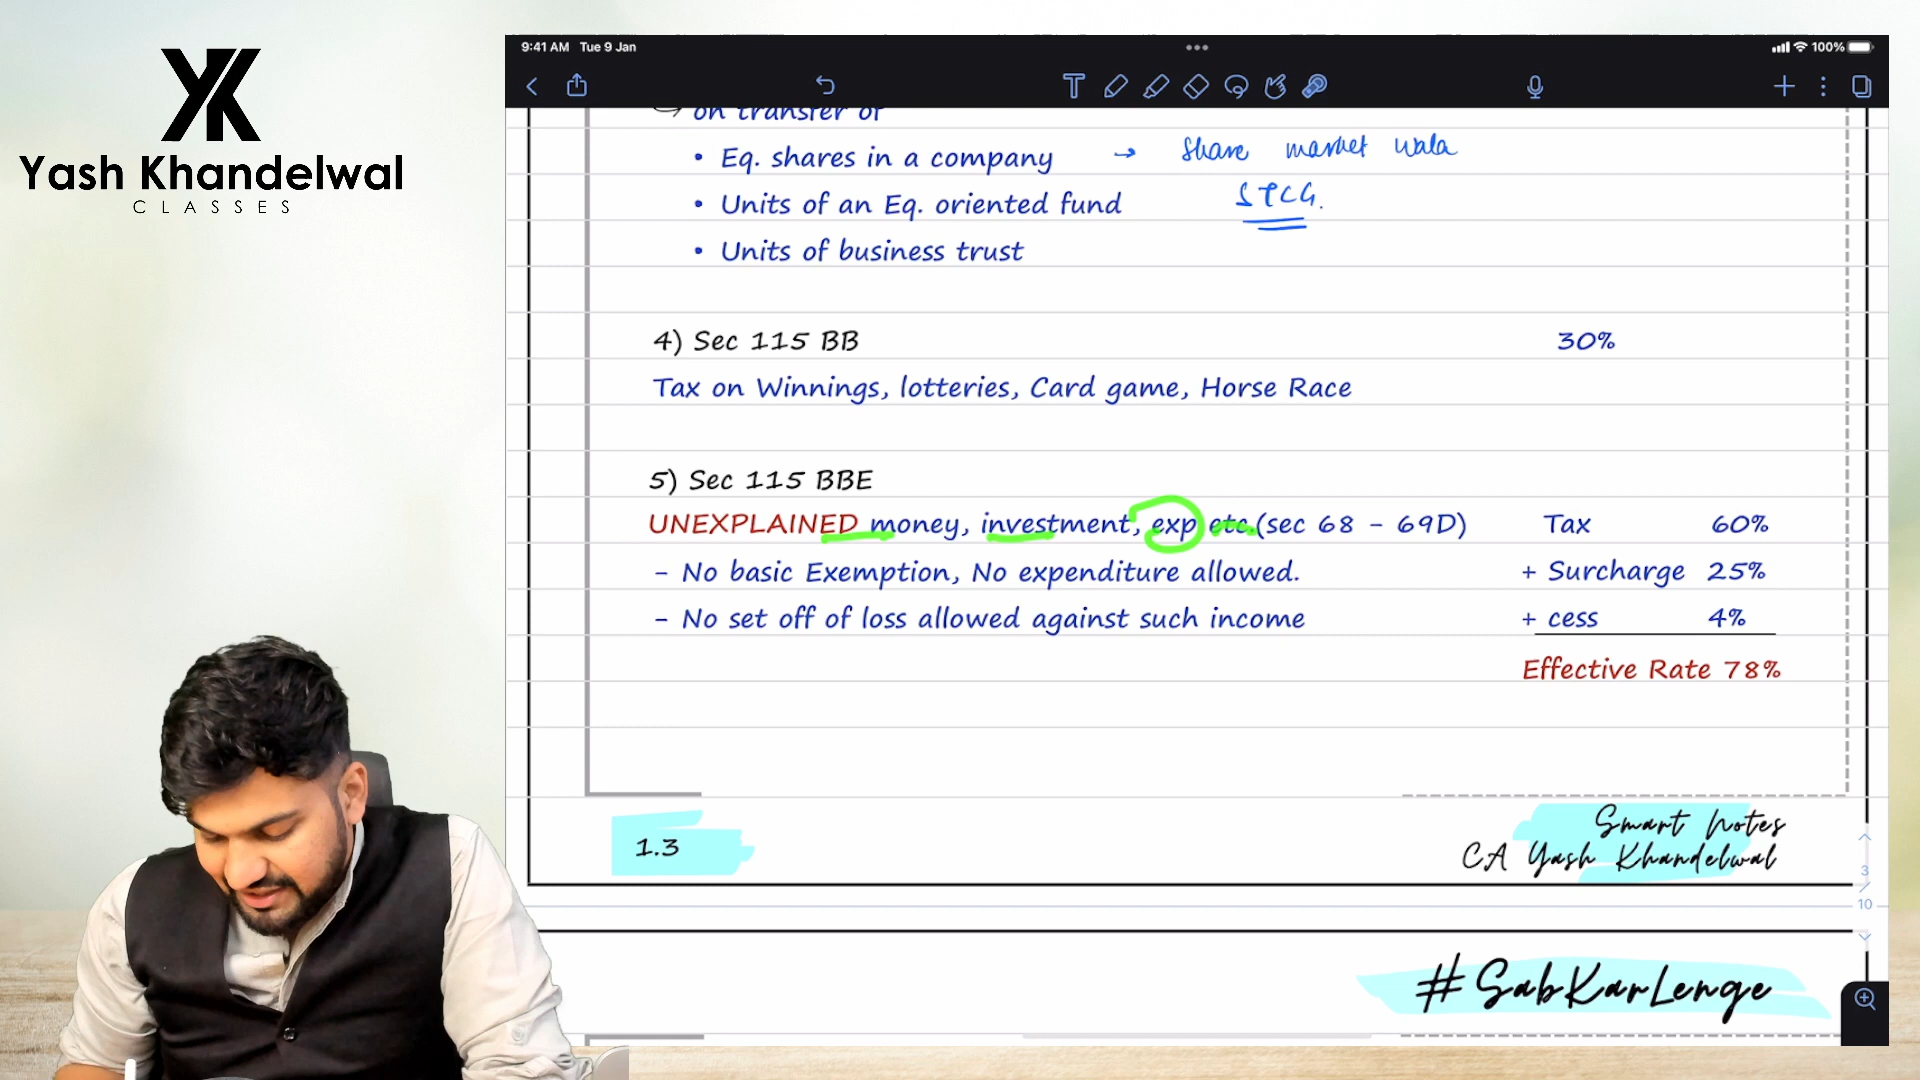 YK
Yash Khandelwal
CLASSES
9:41 AM Tue 9 Jan
100%
on transfer of
• Eq. shares in a company → Share market wala
• Units of an Eq. oriented fund STCG.
• Units of business trust
4) Sec 115 BB 30%
Tax on Winnings, lotteries, Card game, Horse Race
5) Sec 115 BBE
UNEXPLAINED money, investment, exp etc.(sec 68 - 69D) Tax 60%
- No basic Exemption, No expenditure allowed. + Surcharge 25%
- No set off of loss allowed against such income + cess 4%
Effective Rate 78%
1.3
Smart Notes
CA Yash Khandelwal
3
10
#SabKarLenge